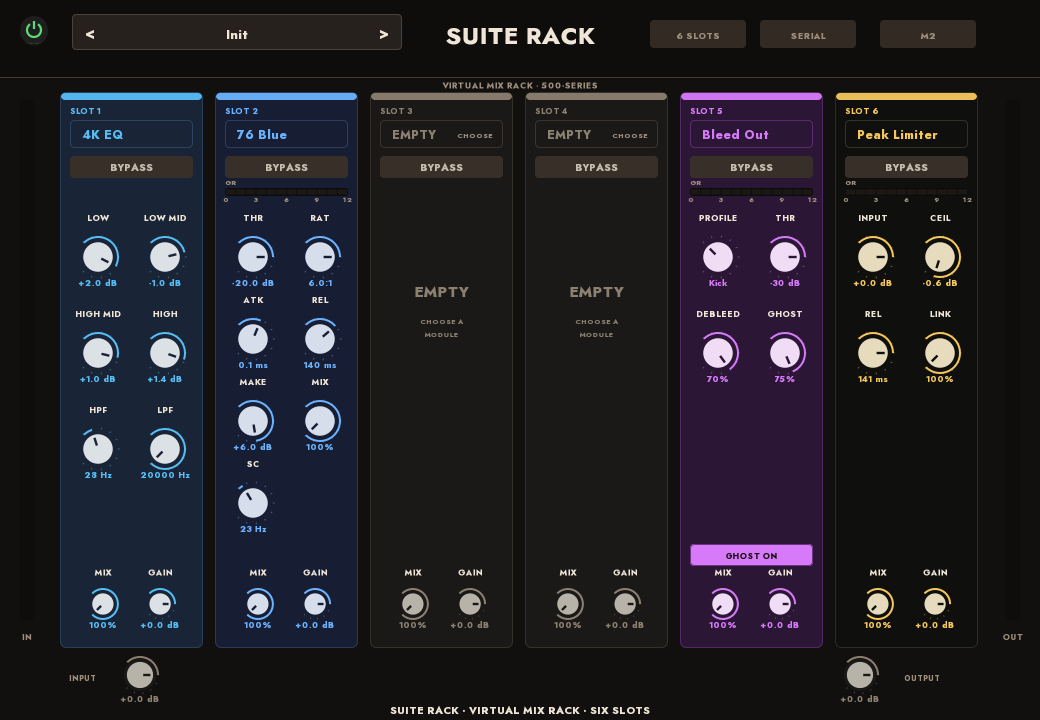 < Init >
SUITE RACK
6 SLOTS
SERIAL
M2
VIRTUAL MIX RACK · 500-SERIES
SLOT 1
4K EQ
BYPASS
LOW LOW MID
+2.0 dB -1.0 dB
HIGH MID HIGH
+1.0 dB +1.4 dB
HPF LPF
28 Hz 20000 Hz
MIX GAIN
100% +0.0 dB
SLOT 2
76 Blue
BYPASS
GR
0 3 6 9 12
THR RAT
-20.0 dB 6.0:1
ATK REL
0.1 ms 140 ms
MAKE MIX
+6.0 dB 100%
SC
23 Hz
MIX GAIN
100% +0.0 dB
SLOT 3
EMPTY CHOOSE
BYPASS
EMPTY
CHOOSE A
MODULE
MIX GAIN
100% +0.0 dB
SLOT 4
EMPTY CHOOSE
BYPASS
EMPTY
CHOOSE A
MODULE
MIX GAIN
100% +0.0 dB
SLOT 5
Bleed Out
BYPASS
GR
0 3 6 9 12
PROFILE THR
Kick -30 dB
DEBLEED GHOST
70% 75%
GHOST ON
MIX GAIN
100% +0.0 dB
SLOT 6
Peak Limiter
BYPASS
GR
0 3 6 9 12
INPUT CEIL
+0.0 dB -0.6 dB
REL LINK
141 ms 100%
MIX GAIN
100% +0.0 dB
IN
OUT
INPUT
+0.0 dB
OUTPUT
+0.0 dB
SUITE RACK · VIRTUAL MIX RACK · SIX SLOTS